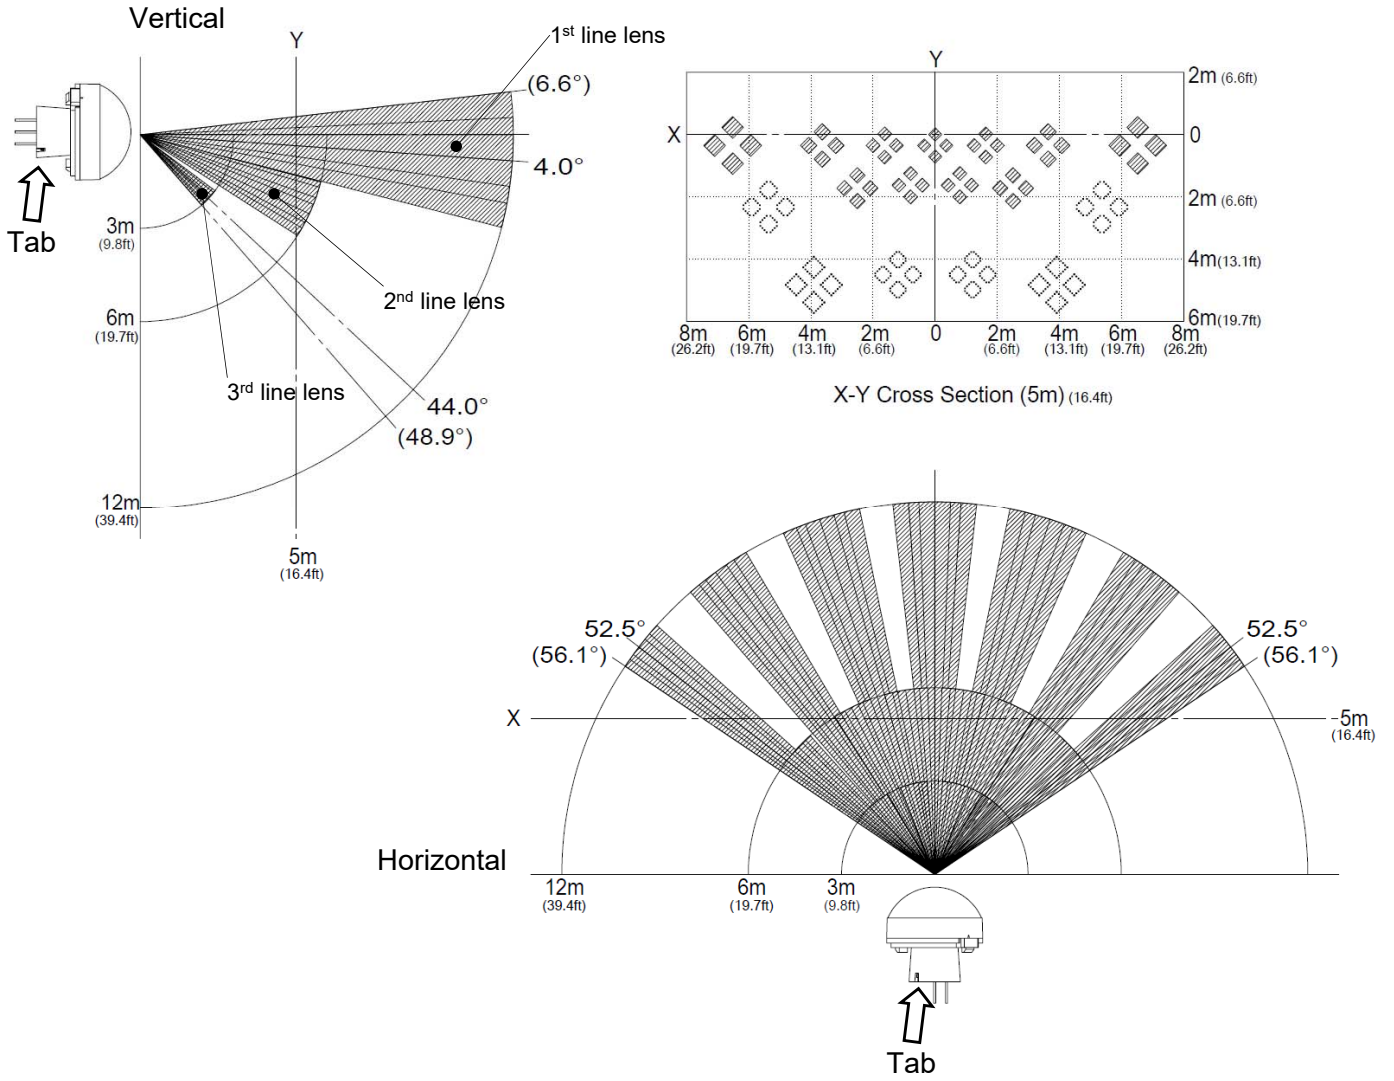 Vertical
Y
1st line lens
(6.6°)
4.0°
Tab
3m
(9.8ft)
2nd line lens
6m
(19.7ft)
3rd line lens
44.0°
(48.9°)
12m
(39.4ft)
5m
(16.4ft)
Y
2m (6.6ft)
X
0
2m (6.6ft)
4m(13.1ft)
6m(19.7ft)
8m 6m 4m 2m 0 2m 4m 6m 8m
(26.2ft) (19.7ft) (13.1ft) (6.6ft) (6.6ft) (13.1ft) (19.7ft) (26.2ft)
X-Y Cross Section (5m) (16.4ft)
52.5°
(56.1°)
52.5°
(56.1°)
X
5m
(16.4ft)
Horizontal
12m 6m 3m
(39.4ft) (19.7ft) (9.8ft)
Tab